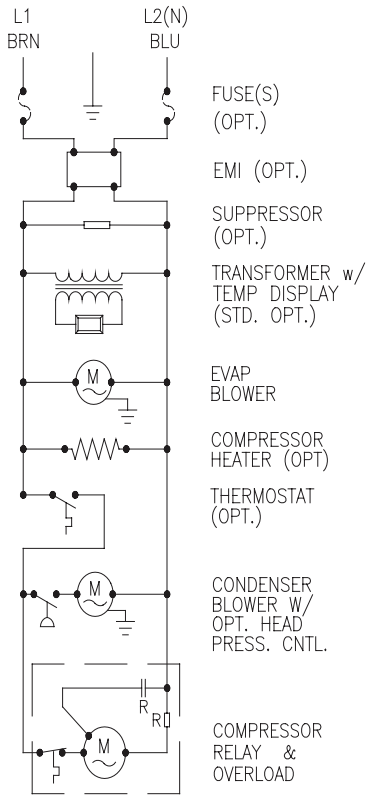 L1
BRN
L2(N)
BLU
FUSE(S)
(OPT.)
EMI (OPT.)
SUPPRESSOR
(OPT.)
TRANSFORMER w/
TEMP DISPLAY
(STD. OPT.)
M
EVAP
BLOWER
COMPRESSOR
HEATER (OPT)
THERMOSTAT
(OPT.)
M
CONDENSER
BLOWER W/
OPT. HEAD
PRESS. CNTL.
R
R
M
COMPRESSOR
RELAY &
OVERLOAD